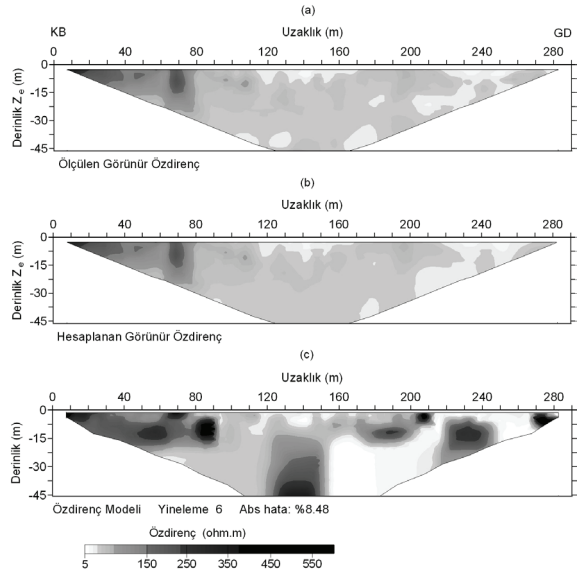 (a)
KB Uzaklık (m) GD
0 40 80 120 160 200 240 280
Derinlik Z e (m)
0
-15
-30
-45
Ölçülen Görünür Özdirenç
(b)
Uzaklık (m)
0 40 80 120 160 200 240 280
Derinlik Z e (m)
0
-15
-30
-45
Hesaplanan Görünür Özdirenç
(c)
Uzaklık (m)
0 40 80 120 160 200 240 280
Derinlik (m)
0
-15
-30
-45
Özdirenç Modeli Yineleme 6 Abs hata: %8.48
Özdirenç (ohm.m)
5 150 250 350 450 550